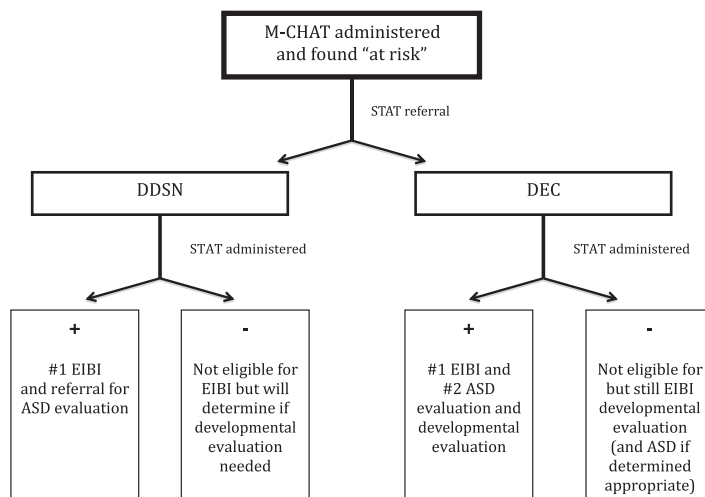 M-CHAT administered
and found “at risk”
STAT referral
DDSN
DEC
STAT administered
STAT administered
+
#1 EIBI
and referral for
ASD evaluation
-
Not eligible for
EIBI but will
determine if
developmental
evaluation
needed
+
#1 EIBI and
#2 ASD
evaluation and
developmental
evaluation
-
Not eligible for
but still EIBI
developmental
evaluation
(and ASD if
determined
appropriate)